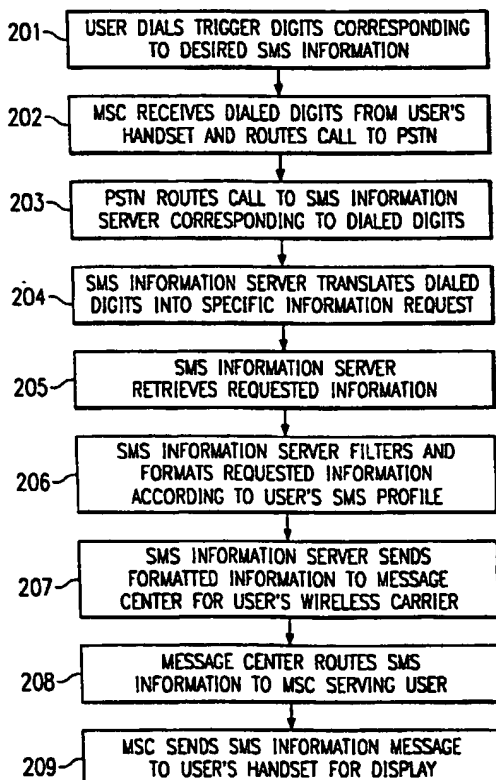 201
USER DIALS TRIGGER DIGITS CORRESPONDING
TO DESIRED SMS INFORMATION
202
MSC RECEIVES DIALED DIGITS FROM USER'S
HANDSET AND ROUTES CALL TO PSTN
203
PSTN ROUTES CALL TO SMS INFORMATION
SERVER CORRESPONDING TO DIALED DIGITS
204
SMS INFORMATION SERVER TRANSLATES DIALED
DIGITS INTO SPECIFIC INFORMATION REQUEST
205
SMS INFORMATION SERVER
RETRIEVES REQUESTED INFORMATION
206
SMS INFORMATION SERVER FILTERS AND
FORMATS REQUESTED INFORMATION
ACCORDING TO USER'S SMS PROFILE
207
SMS INFORMATION SERVER SENDS
FORMATTED INFORMATION TO MESSAGE
CENTER FOR USER'S WIRELESS CARRIER
208
MESSAGE CENTER ROUTES SMS
INFORMATION TO MSC SERVING USER
209
MSC SENDS SMS INFORMATION MESSAGE
TO USER'S HANDSET FOR DISPLAY